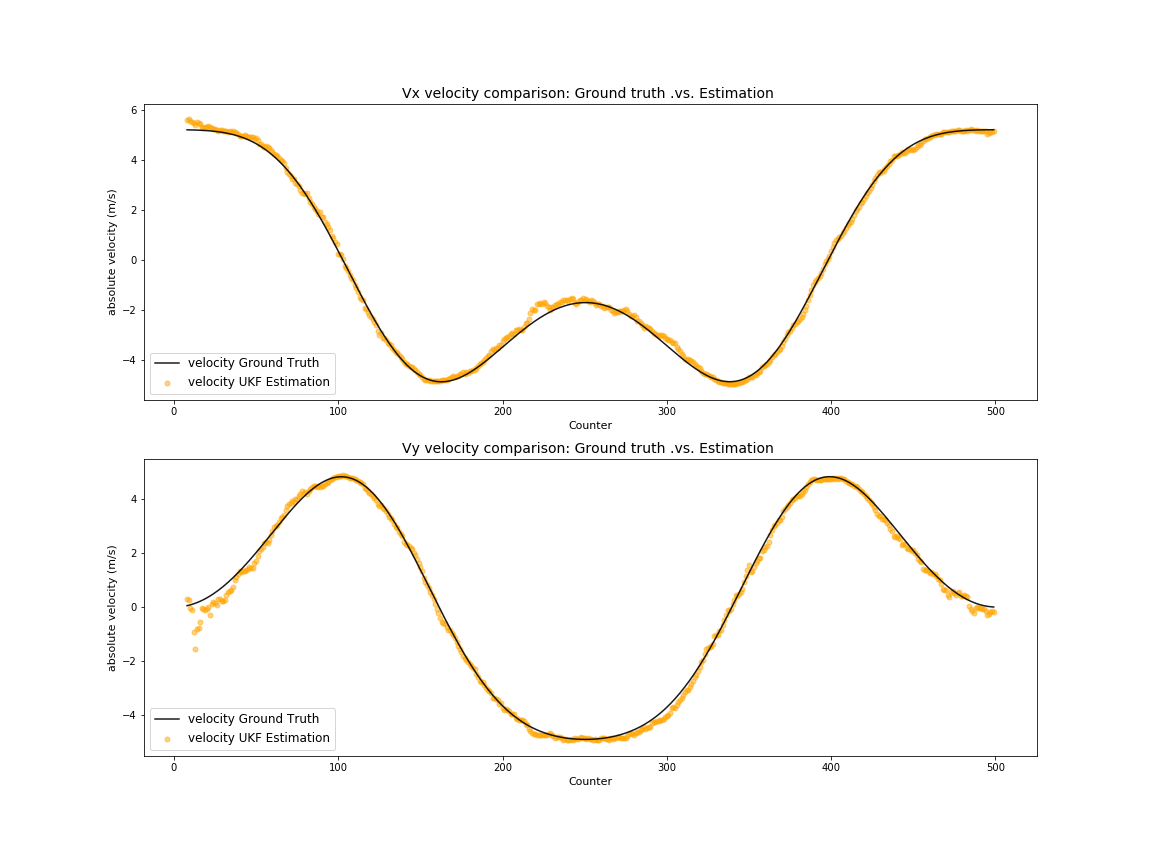 Vx velocity comparison: Ground truth .vs. Estimation
6
4
2
0
−2
−4
absolute velocity (m/s)
velocity Ground Truth
velocity UKF Estimation
0 100 200 300 400 500
Counter
Vy velocity comparison: Ground truth .vs. Estimation
4
2
0
−2
−4
absolute velocity (m/s)
velocity Ground Truth
velocity UKF Estimation
0 100 200 300 400 500
Counter